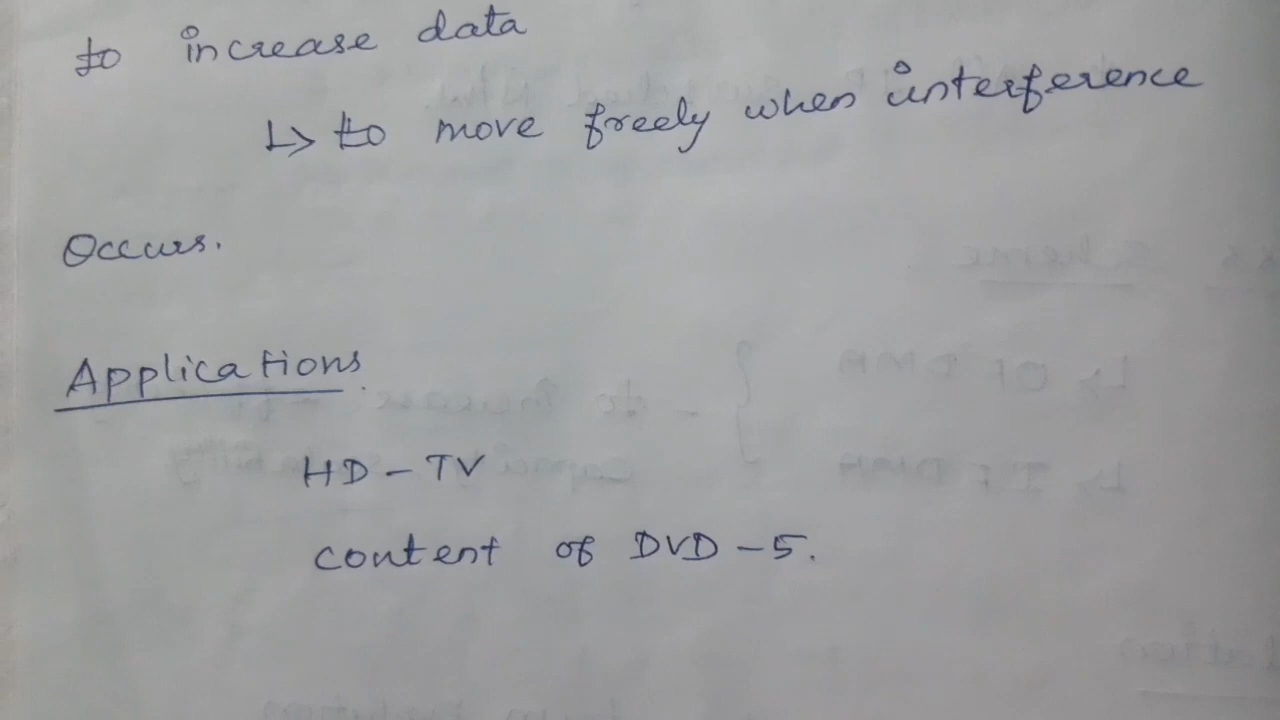 to increase data
↳ to move freely when interference
Occurs.
Applications.
HD - TV
content of DVD - 5.